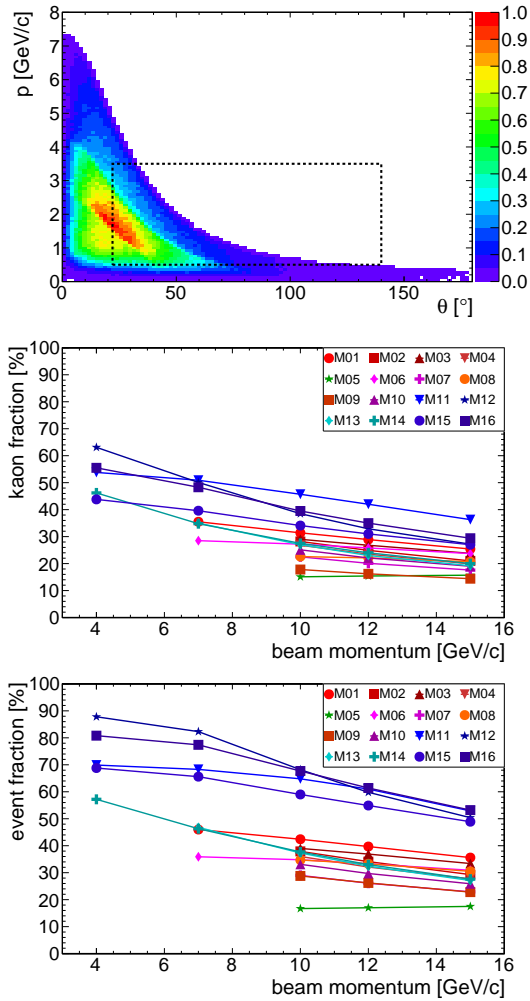 p [GeV/c]
8
7
6
5
4
3
2
1
0
0 50 100 150
θ [°]
1.0
0.9
0.8
0.7
0.6
0.5
0.4
0.3
0.2
0.1
0.0
kaon fraction [%]
100
90
80
70
60
50
40
30
20
10
0
M01 M02 M03 M04
M05 M06 M07 M08
M09 M10 M11 M12
M13 M14 M15 M16
4 6 8 10 12 14 16
beam momentum [GeV/c]
event fraction [%]
100
90
80
70
60
50
40
30
20
10
0
M01 M02 M03 M04
M05 M06 M07 M08
M09 M10 M11 M12
M13 M14 M15 M16
4 6 8 10 12 14 16
beam momentum [GeV/c]